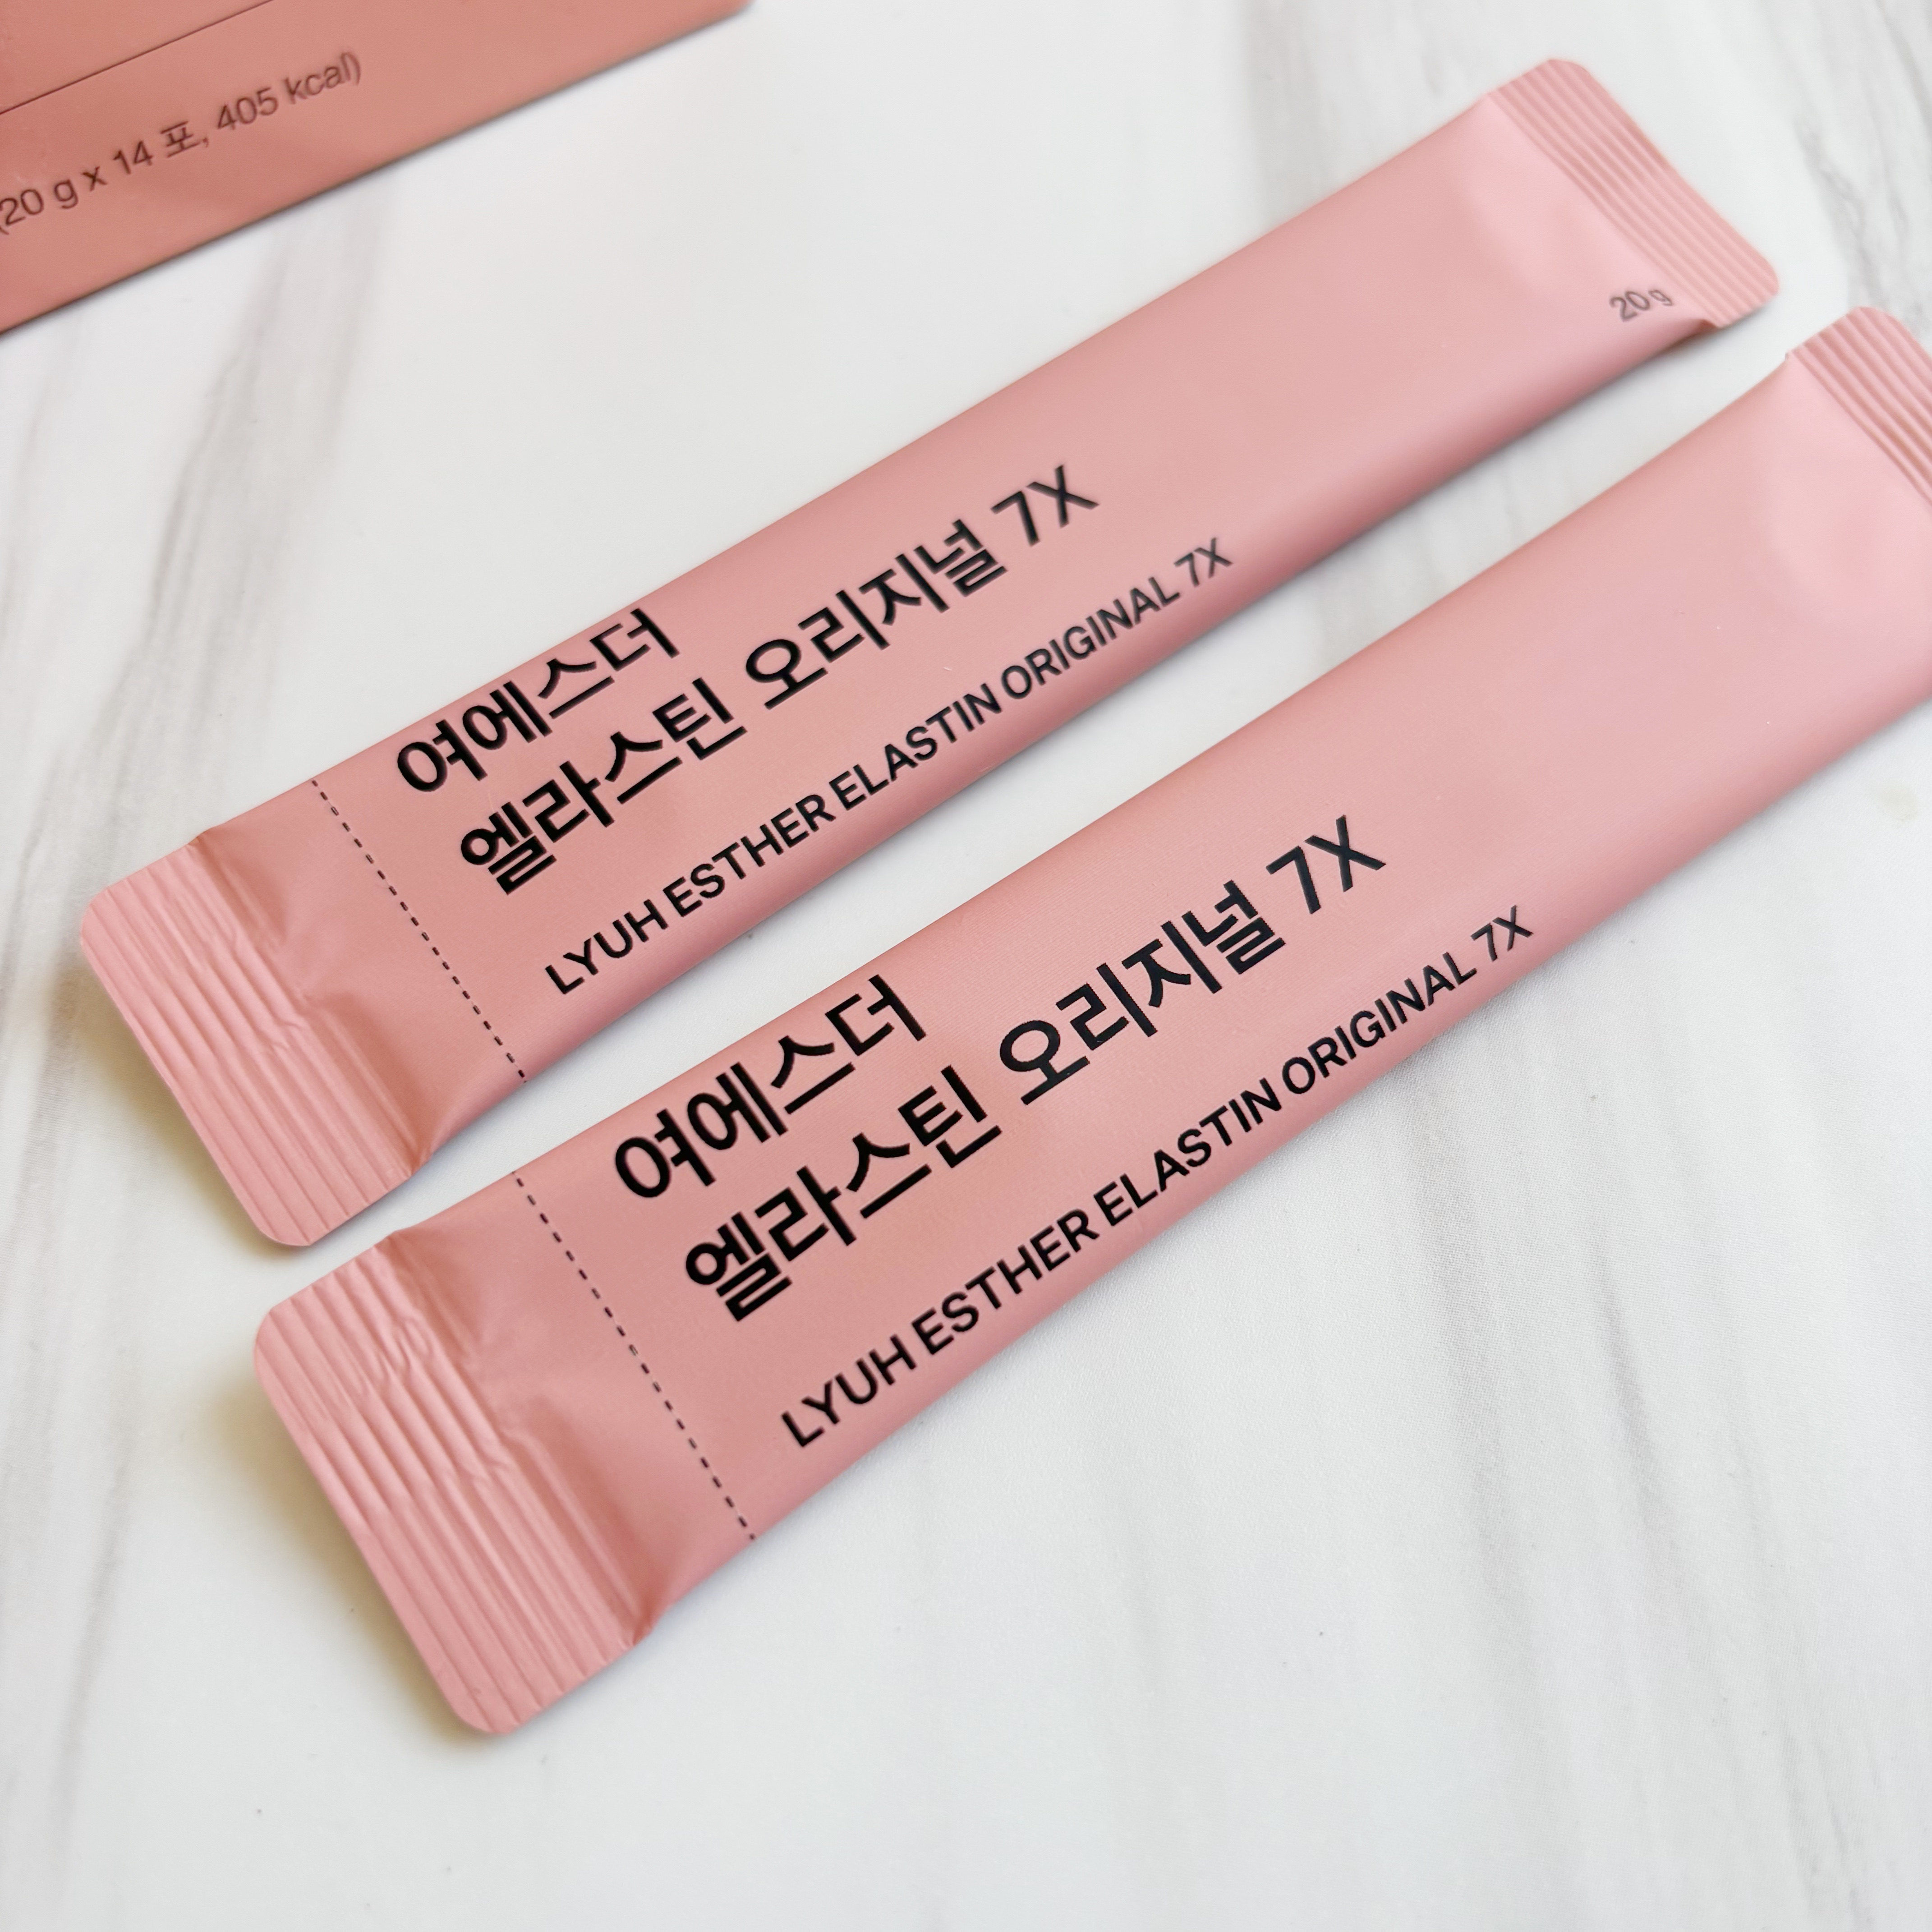 (20 g x 14 포, 405 kcal)
20 g
여에스더
엘라스틴 오리지널 7X
LYUH ESTHER ELASTIN ORIGINAL 7X
여에스더
엘라스틴 오리지널 7X
LYUH ESTHER ELASTIN ORIGINAL 7X